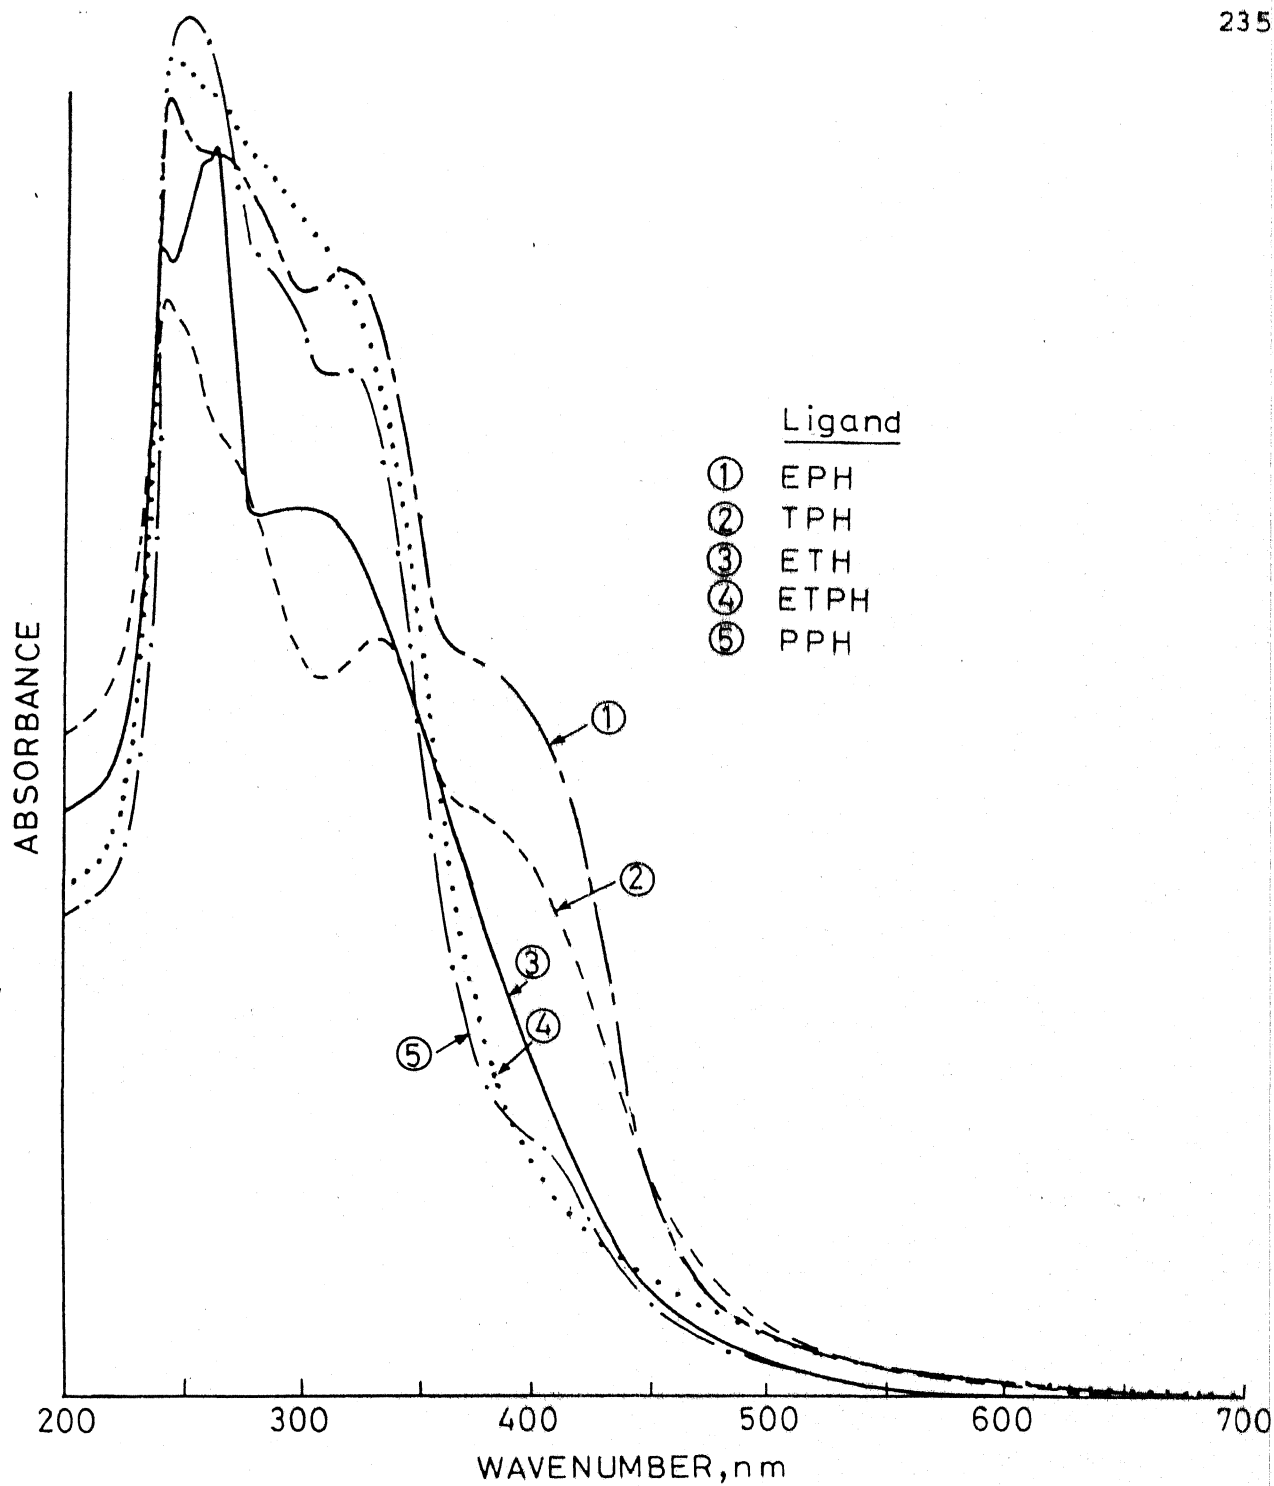 235
Ligand
① EPH
② TPH
③ ETH
④ ETPH
⑤ PPH
ABSORBANCE
①
②
③
④
⑤
200 300 400 500 600 700
WAVENUMBER, nm